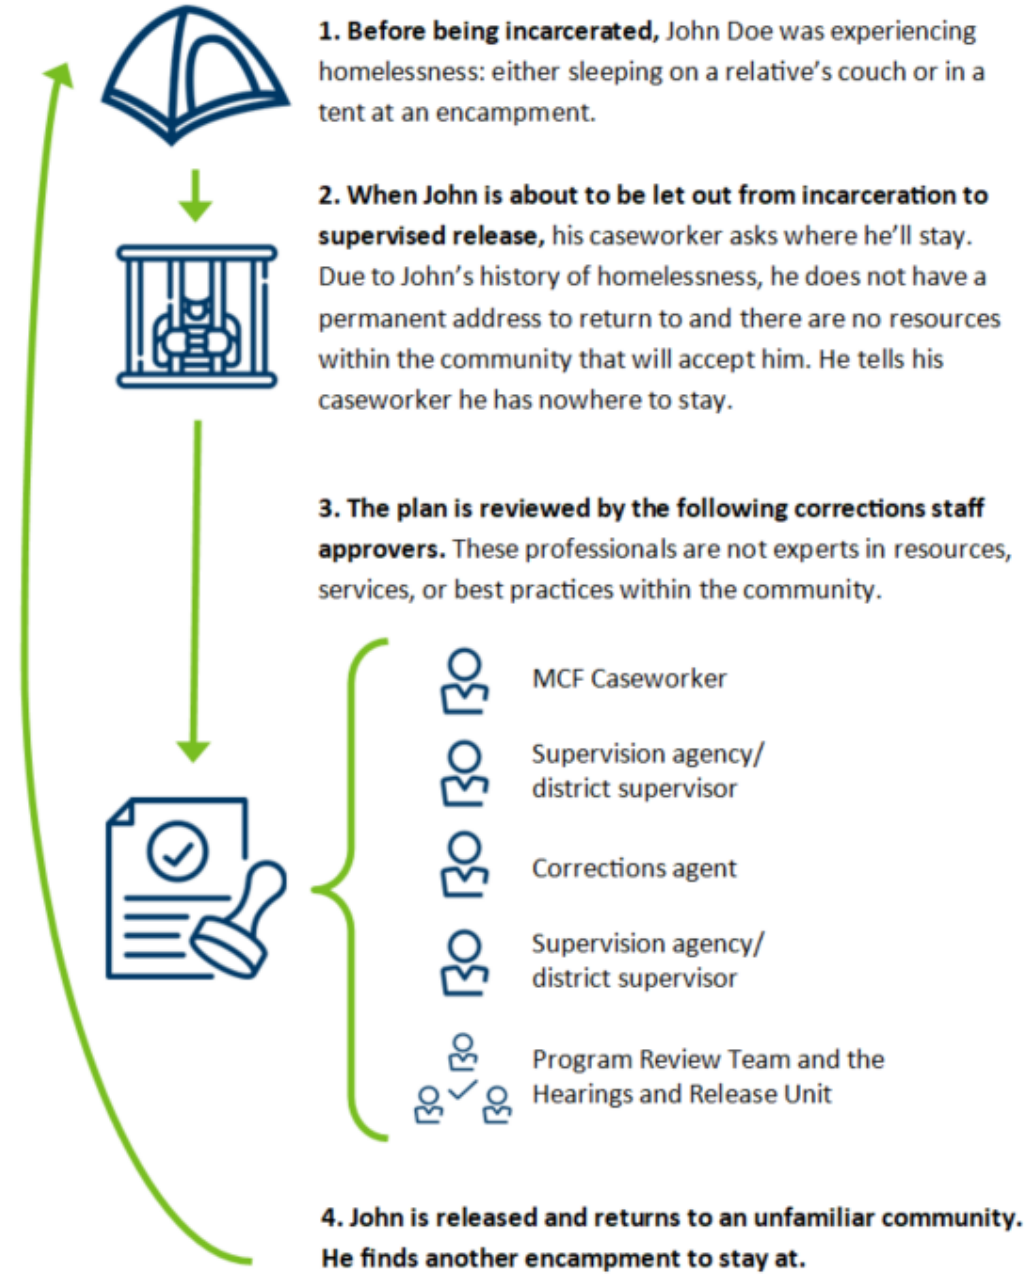 1. Before being incarcerated, John Doe was experiencing
homelessness: either sleeping on a relative’s couch or in a
tent at an encampment.
2. When John is about to be let out from incarceration to
supervised release, his caseworker asks where he’ll stay.
Due to John’s history of homelessness, he does not have a
permanent address to return to and there are no resources
within the community that will accept him. He tells his
caseworker he has nowhere to stay.
3. The plan is reviewed by the following corrections staff
approvers. These professionals are not experts in resources,
services, or best practices within the community.
MCF Caseworker
Supervision agency/
district supervisor
Corrections agent
Supervision agency/
district supervisor
Program Review Team and the
Hearings and Release Unit
4. John is released and returns to an unfamiliar community.
He finds another encampment to stay at.